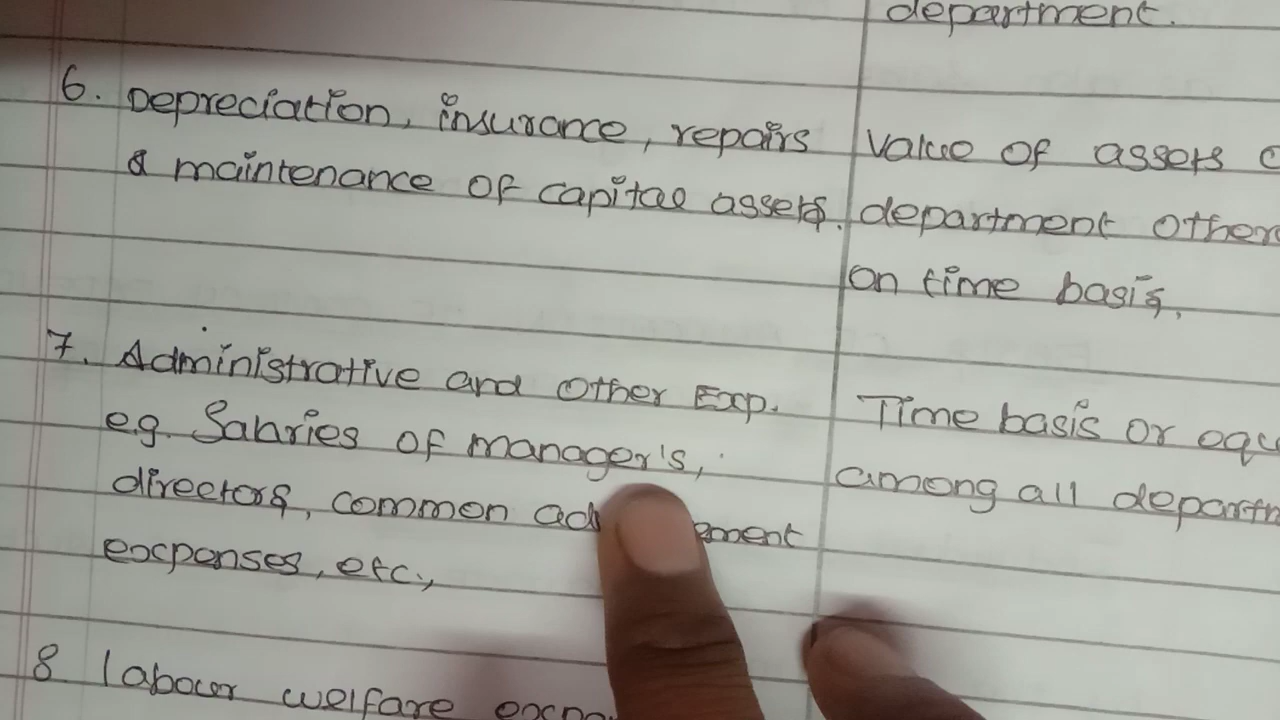 department.
6. Depreciation, insurance, repairs
& maintenance of capital assets.
Value of assets
department other
on time basis.
7. Administrative and other Exp.
e.g. Salaries of manager's,
directors, common
expenses, etc.,
Time basis or
among all
8 labour welfare